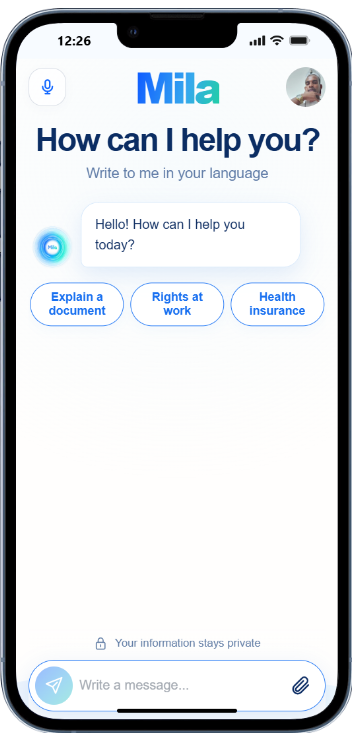 12:26
Mila
How can I help you?
Write to me in your language
Mila
Hello! How can I help you
today?
Explain a
document
Rights at
work
Health
insurance
Your information stays private
Write a message...